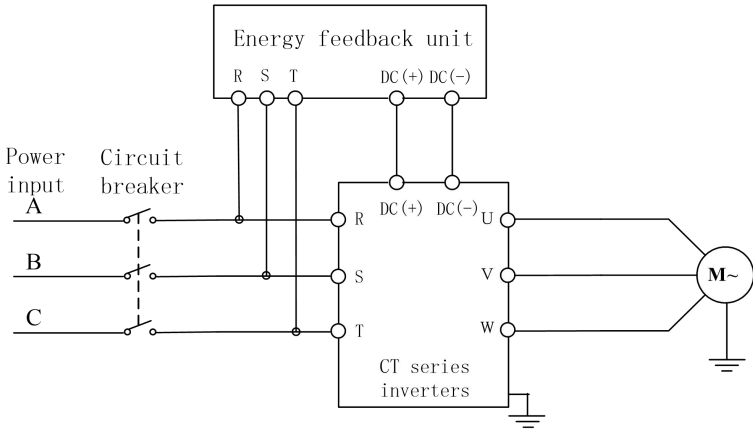 Energy feedback unit
R S T DC(+) DC(-)
Power input
Circuit breaker
A
B
C
DC(+) DC(-)
R
S
T
U
V
W
M~
CT series
inverters